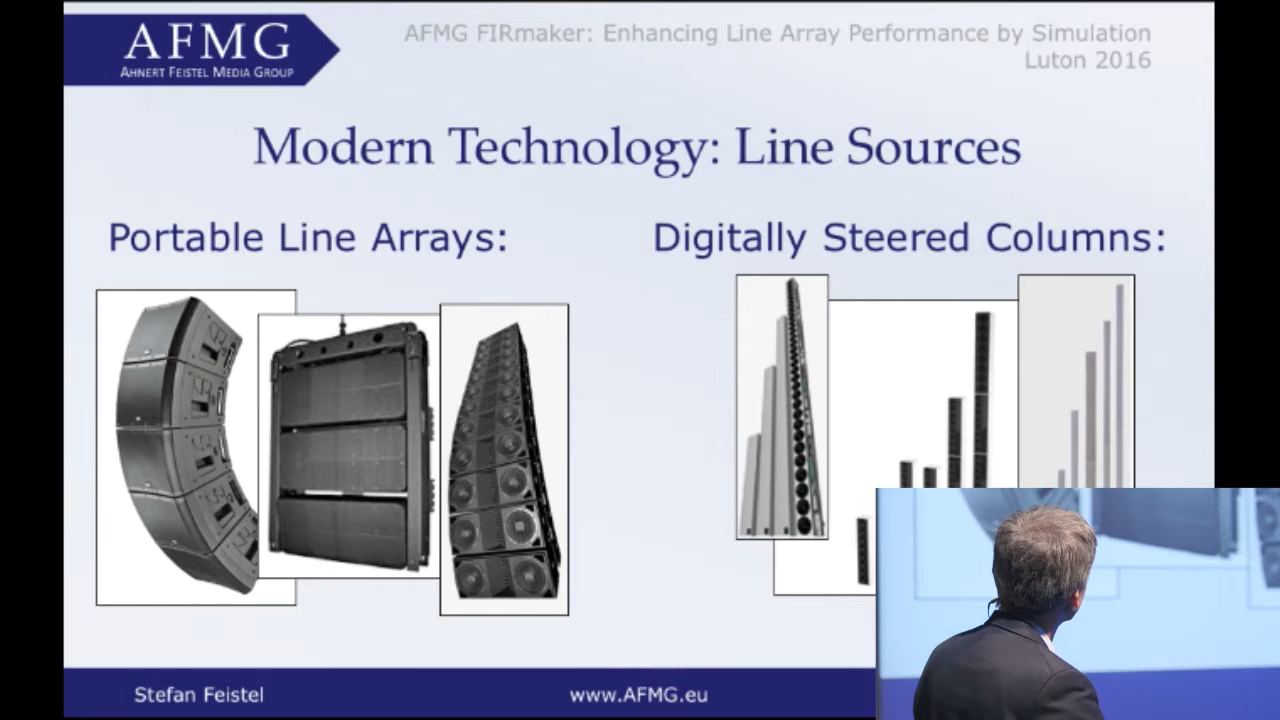 AFMG
AHNERT FEISTEL MEDIA GROUP
AFMG FIRmaker: Enhancing Line Array Performance by Simulation
Luton 2016
Modern Technology: Line Sources
Portable Line Arrays:
Digitally Steered Columns:
Stefan Feistel
www.AFMG.eu